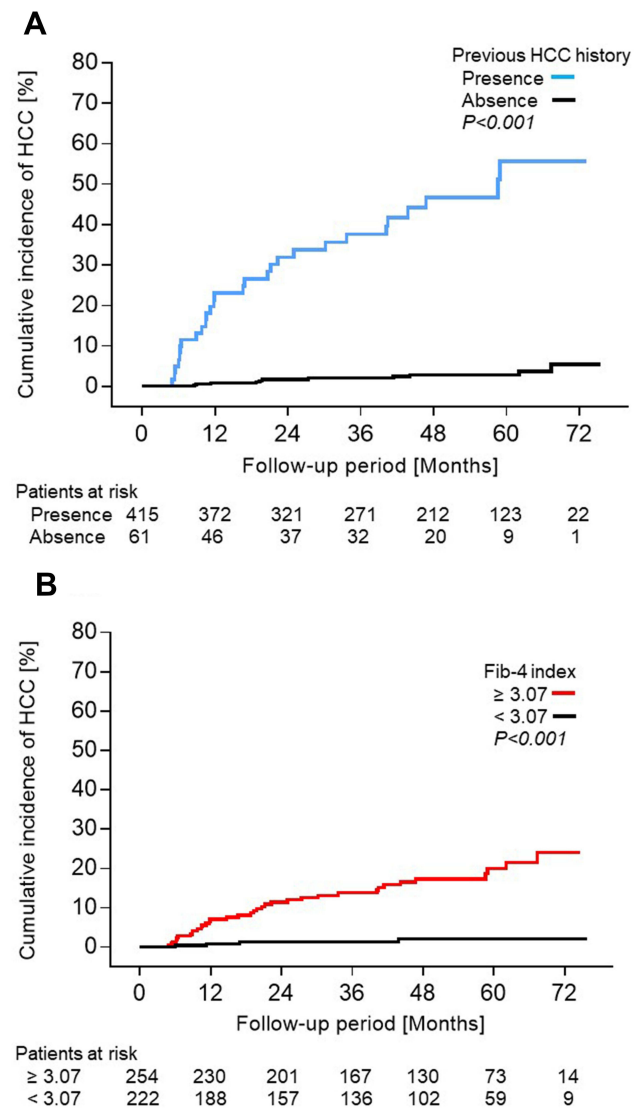 A
Cumulative incidence of HCC [%]
80
70
60
50
40
30
20
10
0
Previous HCC history
Presence
Absence
P<0.001
0 12 24 36 48 60 72
Follow-up period [Months]
Patients at risk
Presence 415 372 321 271 212 123 22
Absence 61 46 37 32 20 9 1
B
Cumulative incidence of HCC [%]
80
70
60
50
40
30
20
10
0
Fib-4 index
≥ 3.07
< 3.07
P<0.001
0 12 24 36 48 60 72
Follow-up period [Months]
Patients at risk
≥ 3.07 254 230 201 167 130 73 14
< 3.07 222 188 157 136 102 59 9